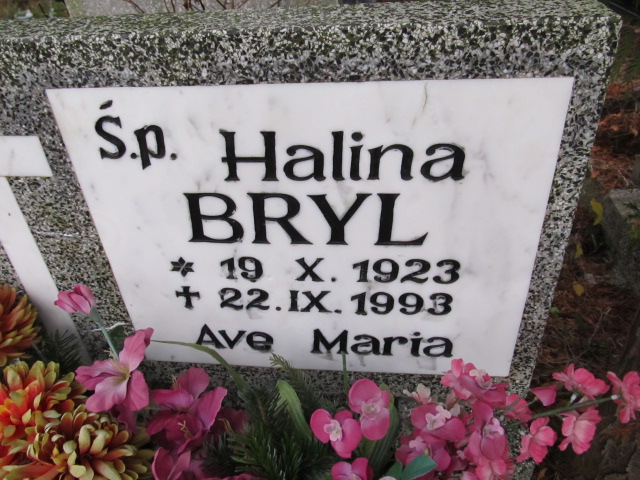 Ś.p. Halina
BRYL
* 19 X. 1923
✝ 22.IX.1993
Ave Maria